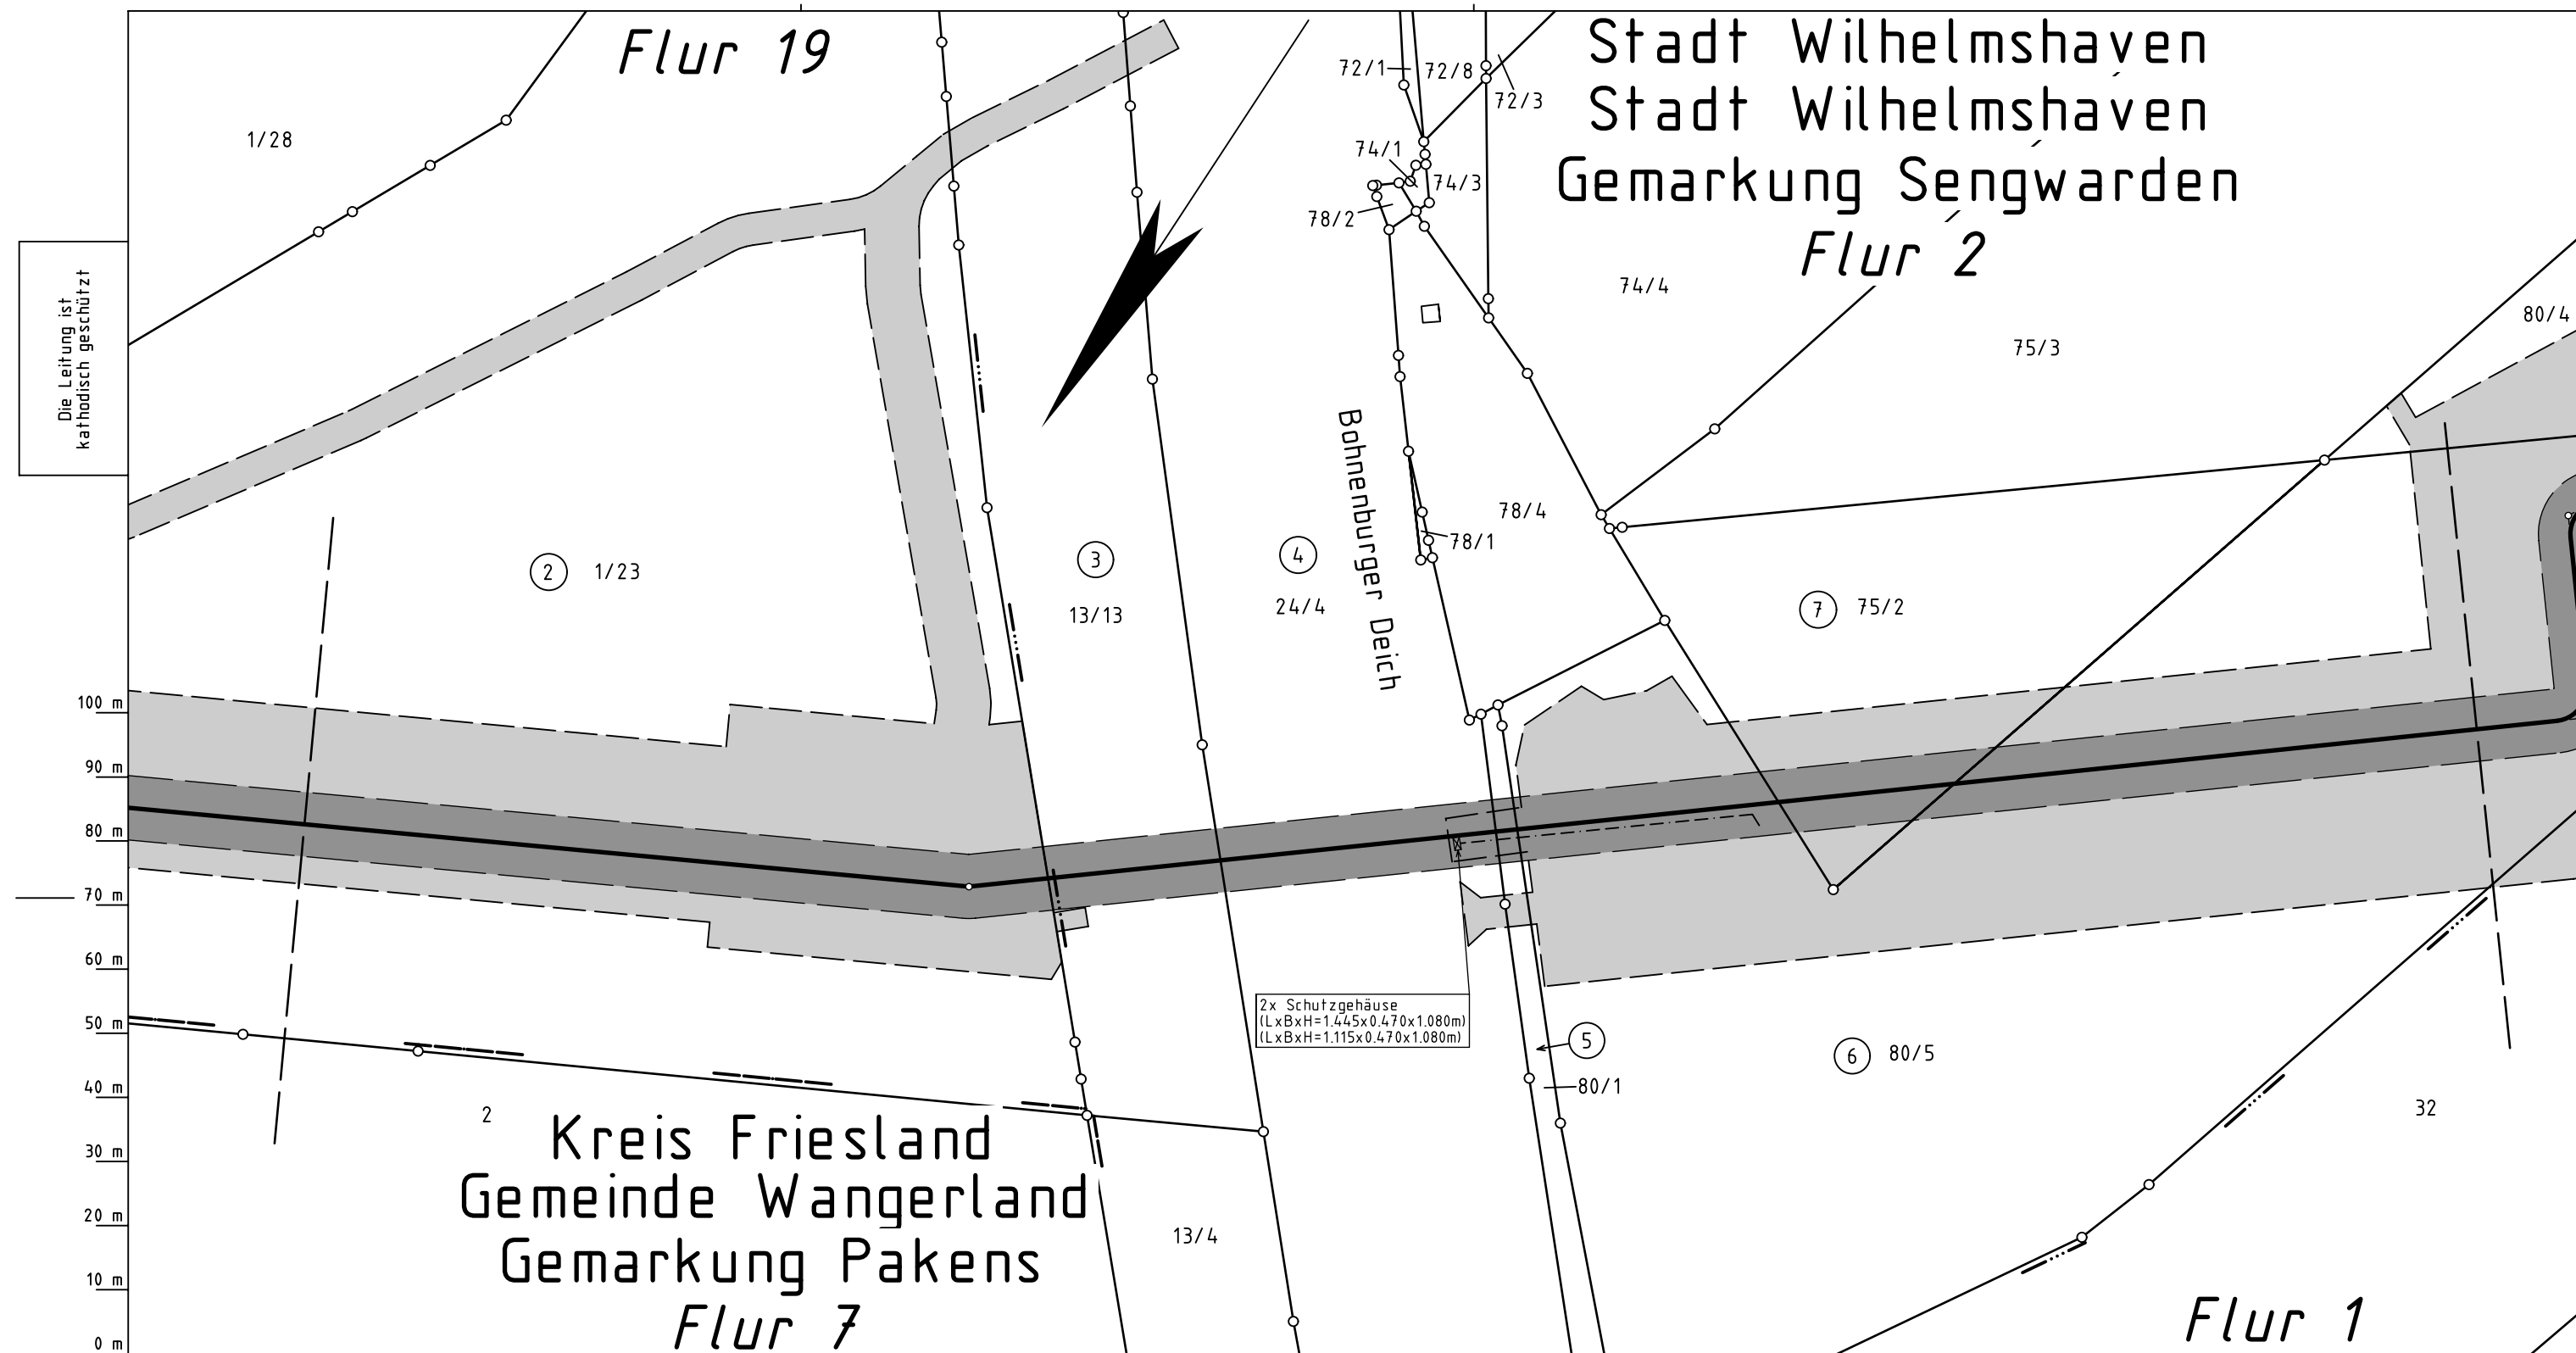 Flur 19
Stadt Wilhelmshaven
Stadt Wilhelmshaven
Gemarkung Sengwarden
Flur 2
72/1
72/8
72/3
1/28
74/1
74/3
78/2
74/4
75/3
80/4
Die Leitung ist
kathodisch geschützt
Bohnenburger Deich
78/4
78/1
2 1/23
3
13/13
4
24/4
7 75/2
100 m
90 m
80 m
70 m
60 m
50 m
40 m
30 m
20 m
10 m
0 m
2x Schutzgehäuse
(LxBxH=1.445x0.470x1.080m)
(LxBxH=1.115x0.470x1.080m)
5
80/1
6 80/5
32
2
Kreis Friesland
Gemeinde Wangerland
Gemarkung Pakens
Flur 7
13/4
Flur 1